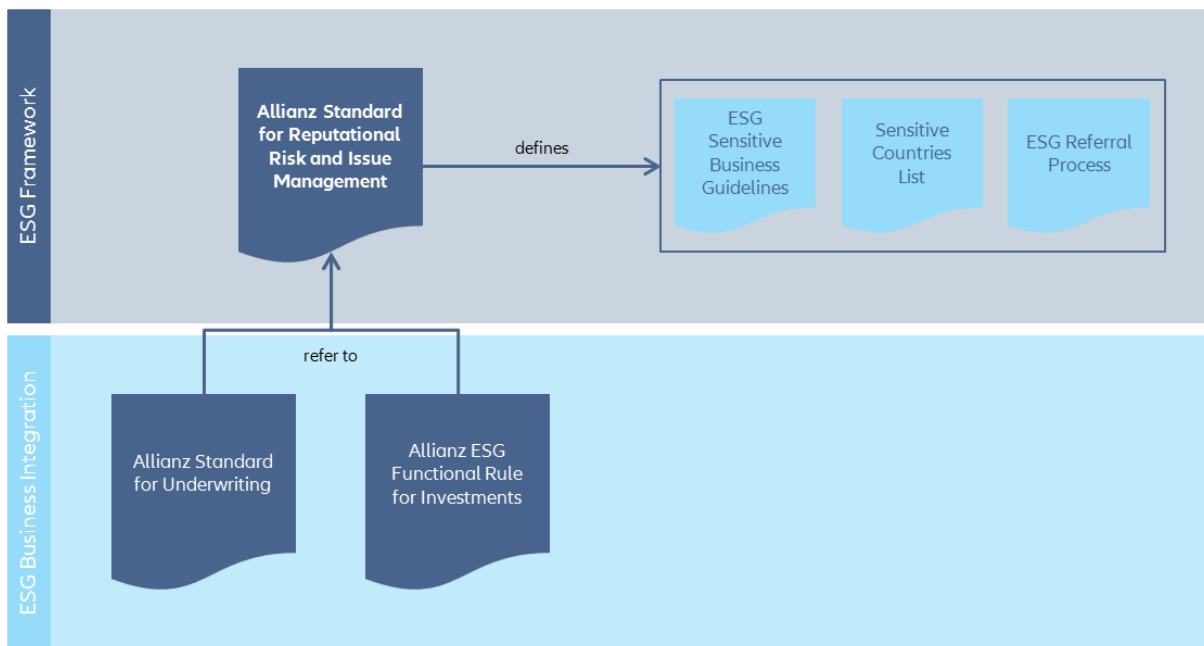 ESG Framework
Allianz Standard
for Reputational
Risk and Issue
Management
defines
ESG
Sensitive
Business
Guidelines
Sensitive
Countries
List
ESG Referral
Process
ESG Business Integration
refer to
Allianz Standard
for Underwriting
Allianz ESG
Functional Rule
for Investments